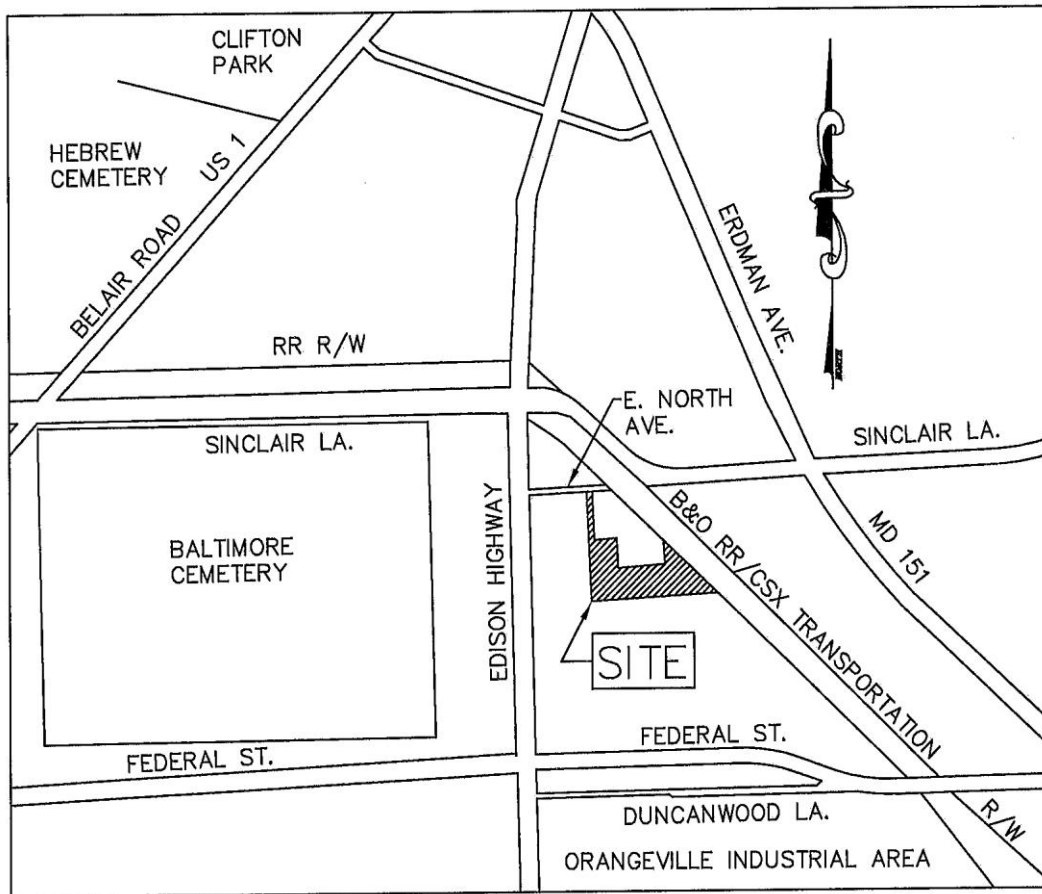 CLIFTON
PARK
HEBREW
CEMETERY
BELAIR ROAD US 1
ERDMAN AVE.
RR R/W
E. NORTH
AVE.
SINCLAIR LA.
SINCLAIR LA.
BALTIMORE
CEMETERY
EDISON HIGHWAY
B&O RR/CSX TRANSPORTATION
R/W
MD 151
SITE
FEDERAL ST.
FEDERAL ST.
DUNCANWOOD LA.
ORANGEVILLE INDUSTRIAL AREA